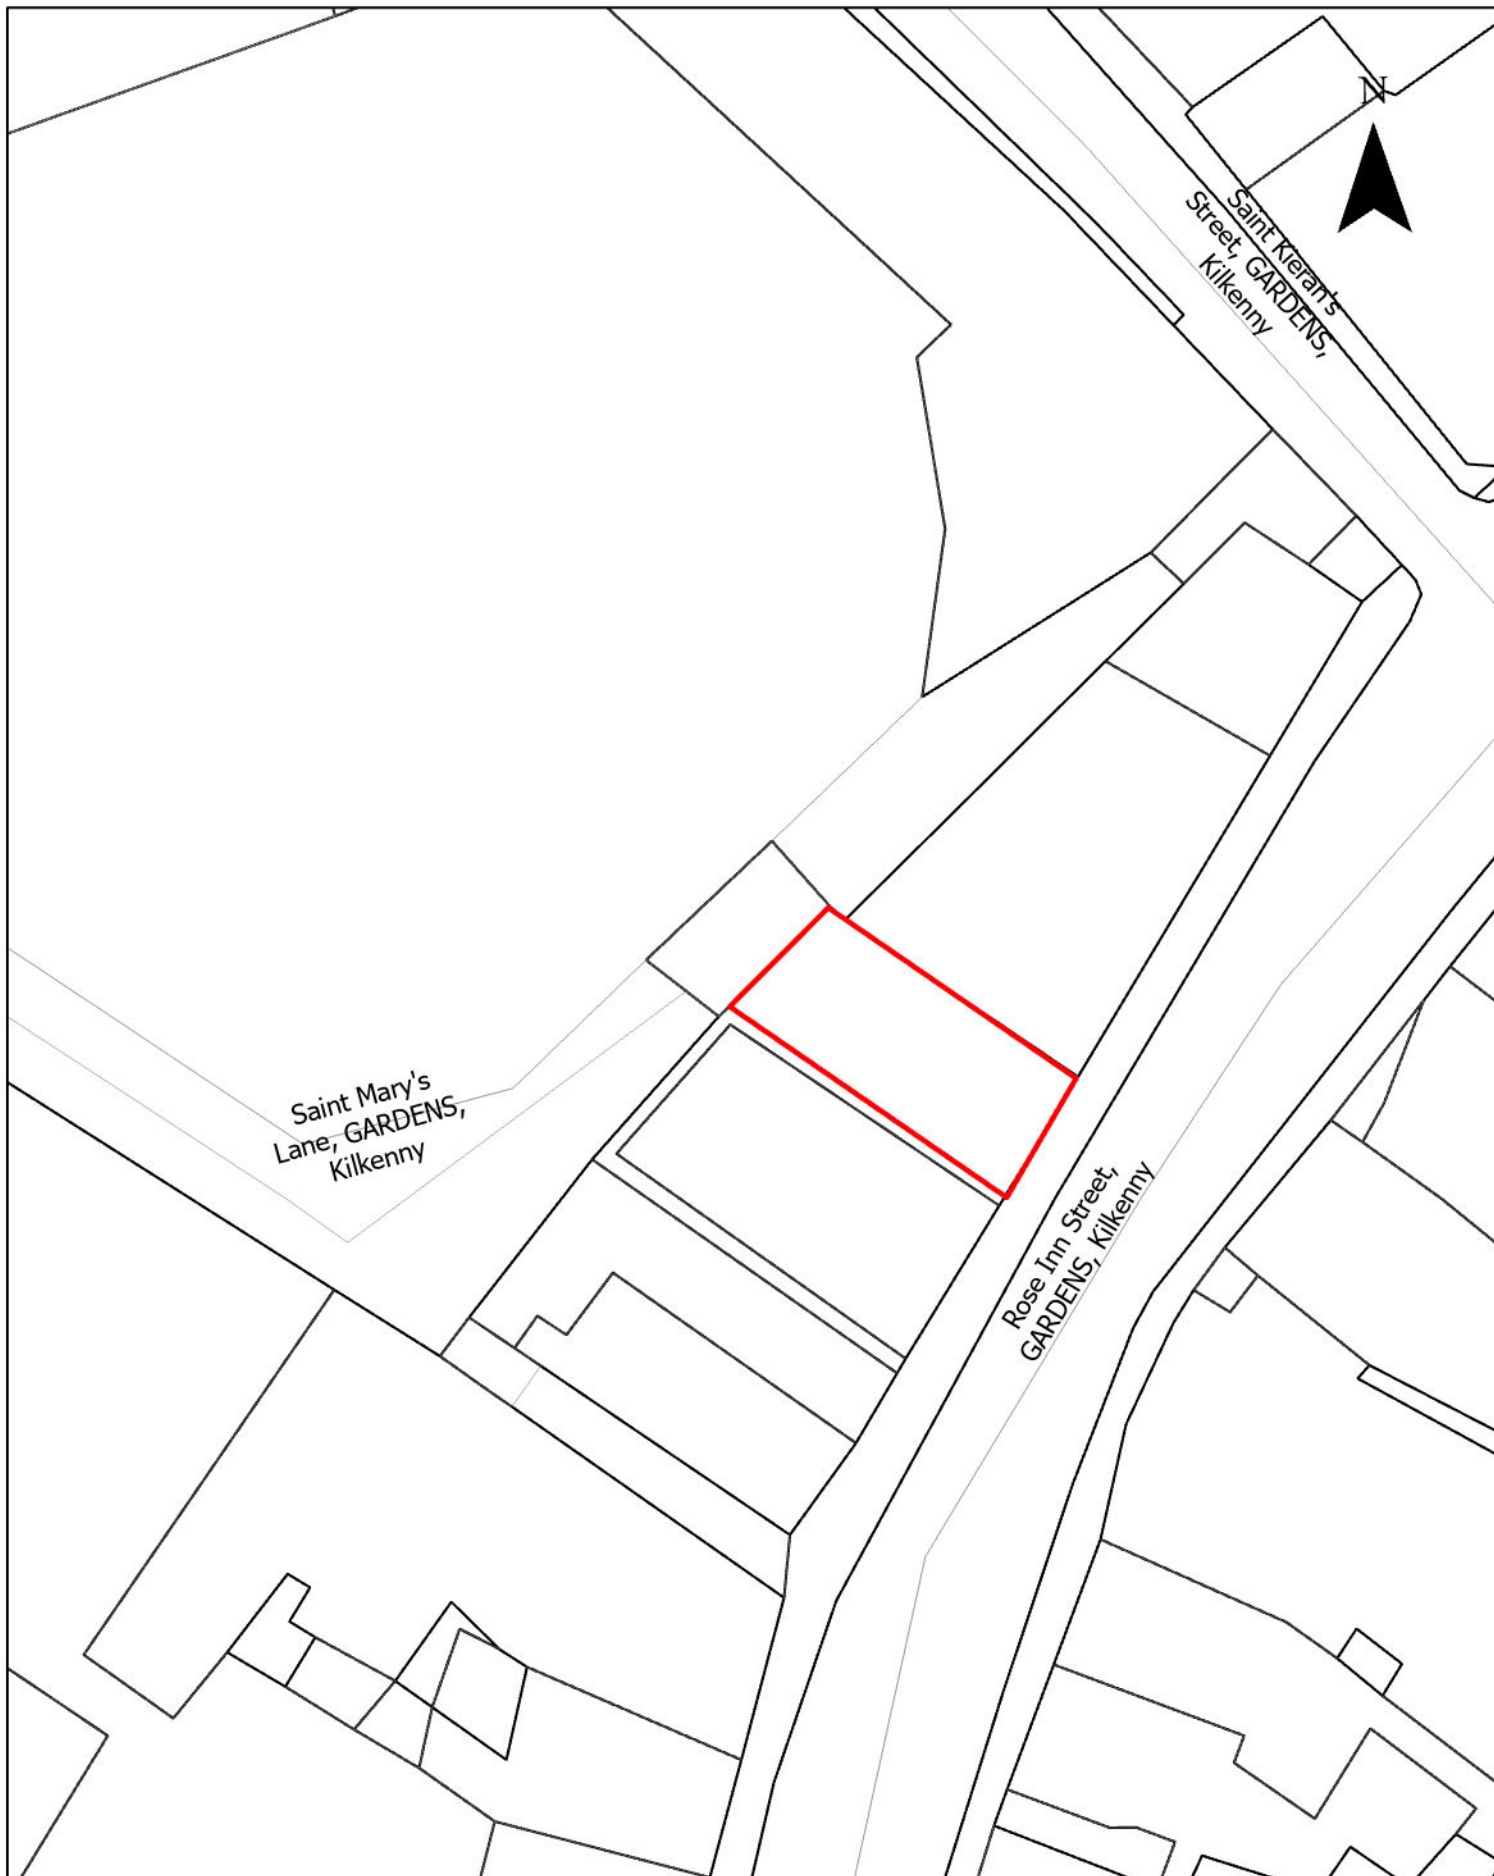 N
Saint Kieran's
Street, GARDENS,
Kilkenny
Saint Mary's
Lane, GARDENS,
Kilkenny
Rose Inn Street,
GARDENS, Kilkenny